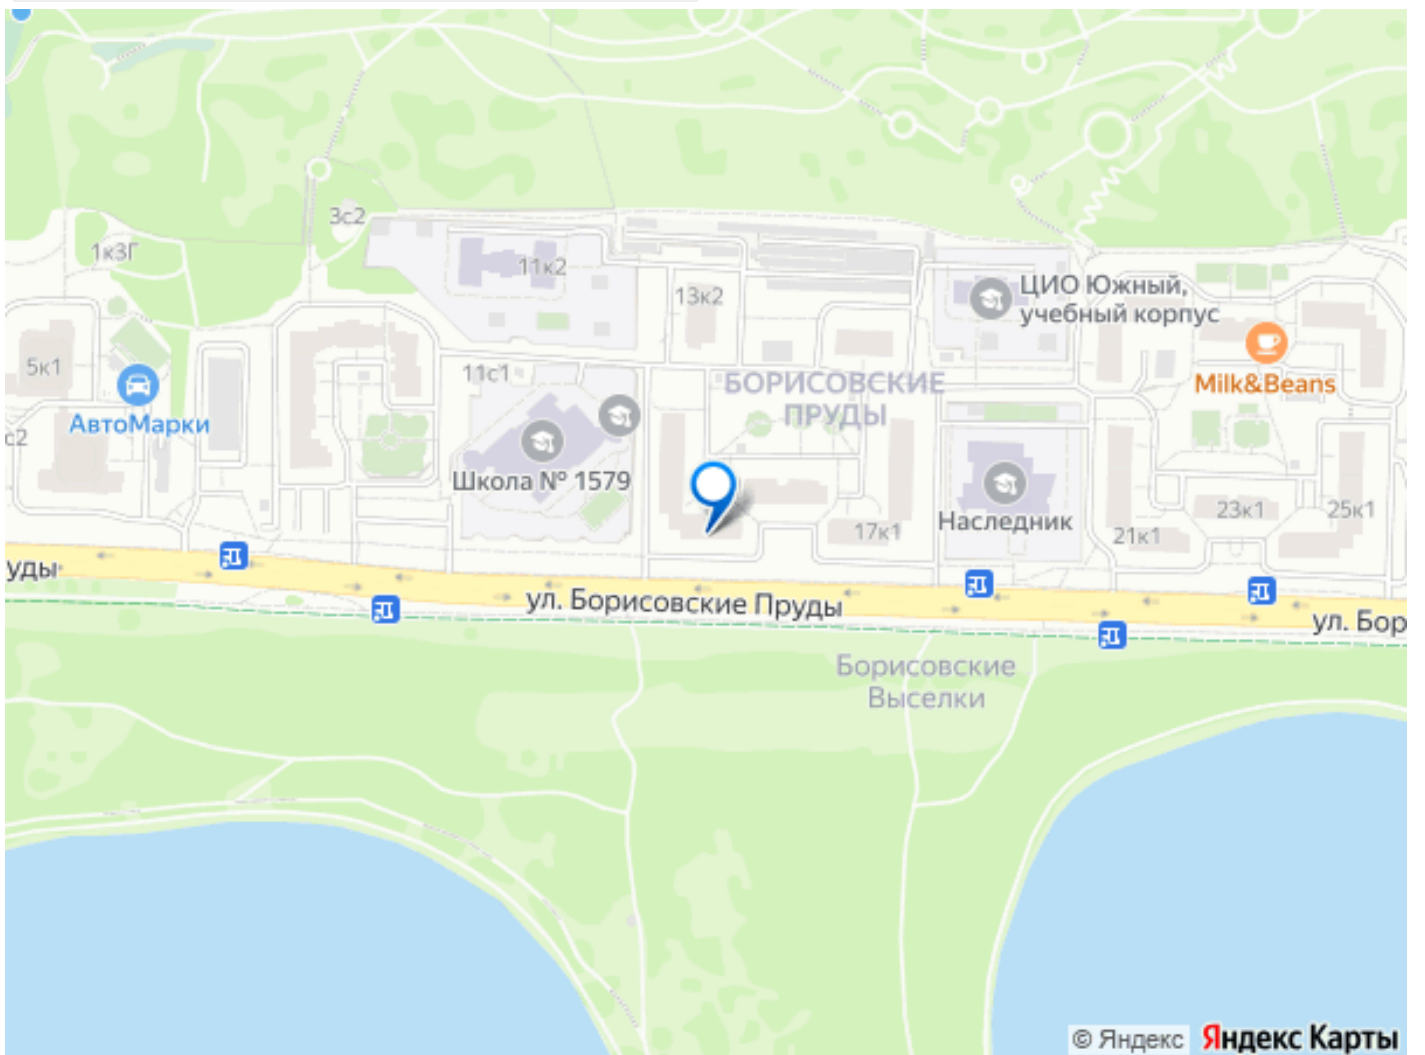 3с2
1к3Г
11к2
13к2
ЦИО Южный,
учебный корпус
5к1
11с1
БОРИСОВСКИЕ
ПРУДЫ
Milk&Beans
АвтоМарки
с2
Школа № 1579
17к1
Наследник
21к1
23к1
25к1
уды
ул. Борисовские Пруды
ул. Бор
Борисовские
Выселки
© Яндекс
Яндекс Карты